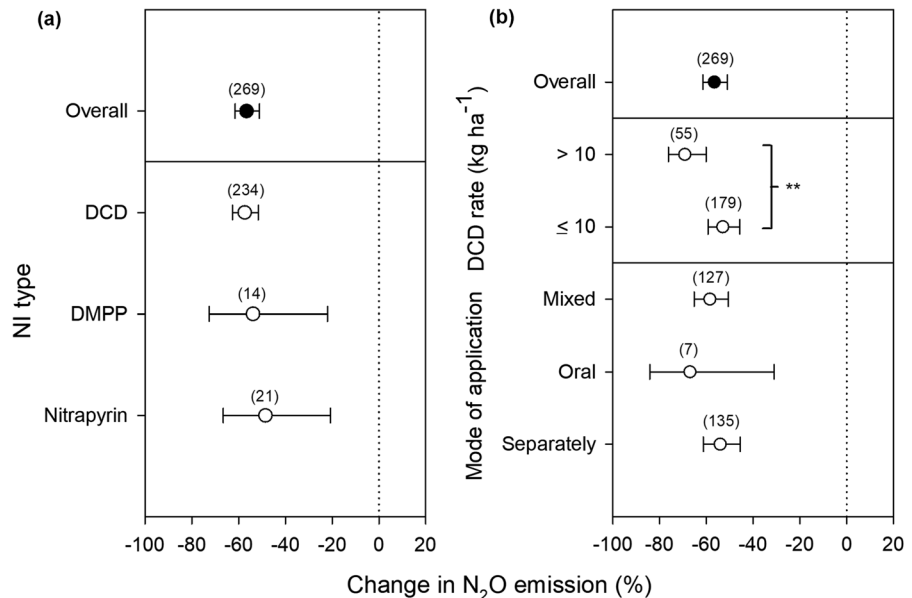 (a)
NI type
(269)
Overall
(234)
DCD
(14)
DMPP
(21)
Nitrapyrin
-100 -80 -60 -40 -20 0 20
(b)
Mode of application DCD rate (kg ha⁻¹)
(269)
Overall
(55)
> 10
**
(179)
≤ 10
(127)
Mixed
(7)
Oral
(135)
Separately
-100 -80 -60 -40 -20 0 20
Change in N₂O emission (%)